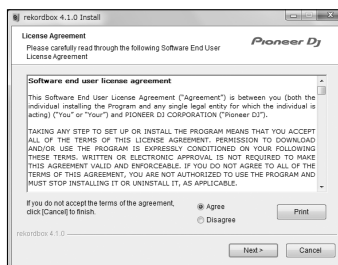 rekordbox 4.1.0 Install
License Agreement
Please carefully read through the following Software End User
License Agreement
Pioneer Dj
Software end user license agreement
This Software End User License Agreement ("Agreement") is between you (both the
individual installing the Program and any single legal entity for which the individual is
acting) ("You" or "Your") and PIONEER DJ CORPORATION ("Pioneer DJ").
TAKING ANY STEP TO SET UP OR INSTALL THE PROGRAM MEANS THAT YOU ACCEPT
ALL OF THE TERMS OF THIS LICENSE AGREEMENT. PERMISSION TO DOWNLOAD
AND/OR USE THE PROGRAM IS EXPRESSLY CONDITIONED ON YOUR FOLLOWING
THESE TERMS. WRITTEN OR ELECTRONIC APPROVAL IS NOT REQUIRED TO MAKE
THIS AGREEMENT VALID AND ENFORCEABLE. IF YOU DO NOT AGREE TO ALL OF THE
TERMS OF THIS AGREEMENT, YOU ARE NOT AUTHORIZED TO USE THE PROGRAM AND
MUST STOP INSTALLING IT OR UNINSTALL IT, AS APPLICABLE.
If you do not accept the terms of the agreement,
click [Cancel] to finish.
Agree
Disagree
Print
rekordbox 4.1.0
Next >
Cancel